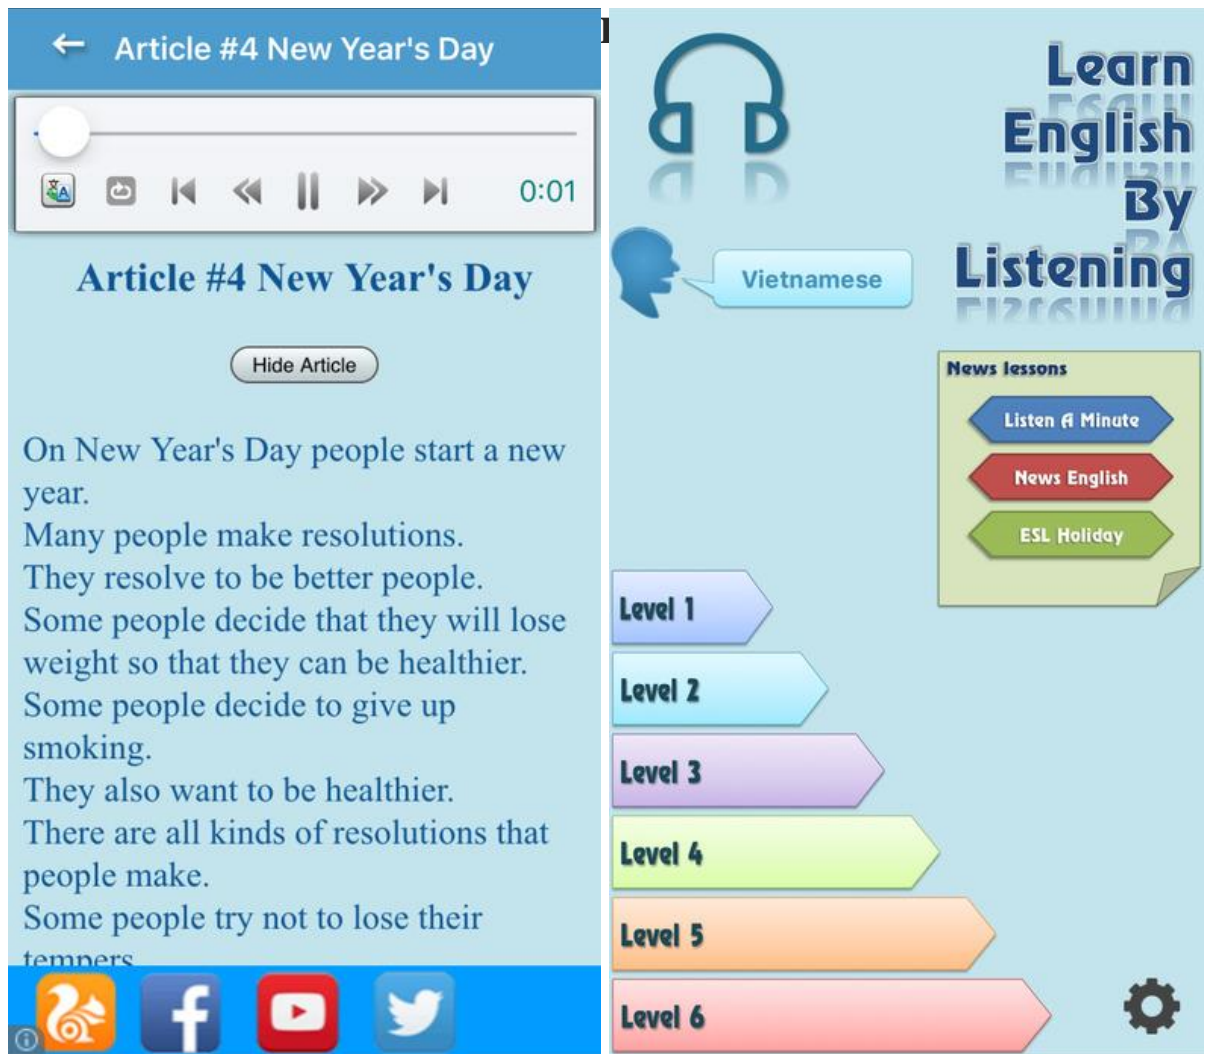 Article #4 New Year's Day
0:01
Article #4 New Year's Day
Hide Article
On New Year's Day people start a new
year.
Many people make resolutions.
They resolve to be better people.
Some people decide that they will lose
weight so that they can be healthier.
Some people decide to give up
smoking.
They also want to be healthier.
There are all kinds of resolutions that
people make.
Some people try not to lose their
tempers.
Learn
English
By
Listening
Vietnamese
News lessons
Listen A Minute
News English
ESL Holiday
Level 1
Level 2
Level 3
Level 4
Level 5
Level 6